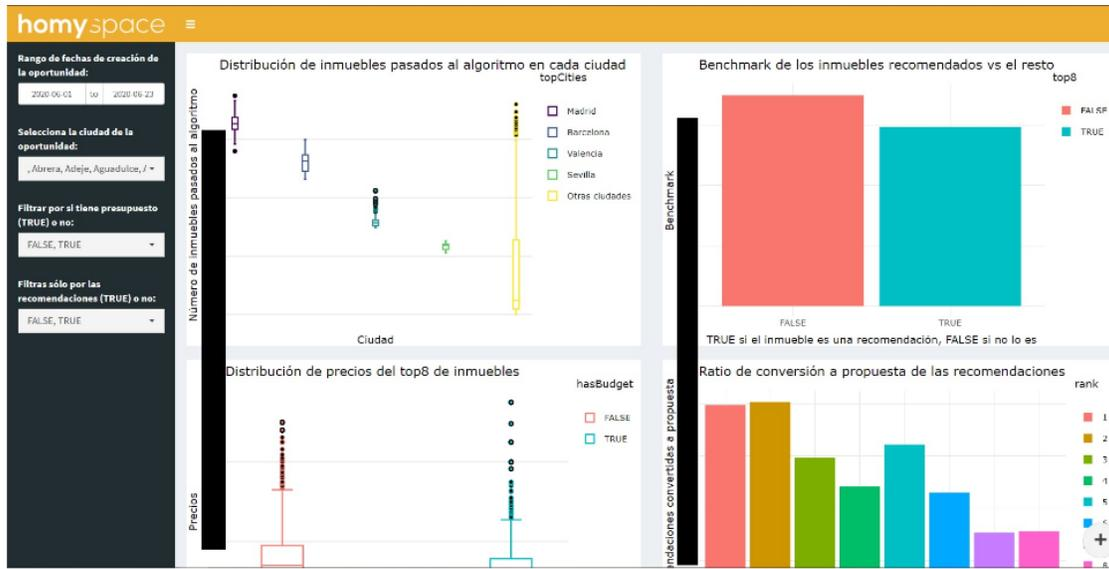 homyspace
Rango de fechas de creación de
la oportunidad:
2020-06-01 to 2020-06-23
Selecciona la ciudad de la
oportunidad:
, Abrera, Adeje, Aguadulce, A
Filtrar por si tiene presupuesto
(TRUE) o no:
FALSE, TRUE
Filtras sólo por las
recomendaciones (TRUE) o no:
FALSE, TRUE
Distribución de inmuebles pasados al algoritmo en cada ciudad
topCities
Madrid
Barcelona
Valencia
Sevilla
Otras ciudades
Número de inmuebles pasados al algoritmo
Ciudad
Benchmark de los inmuebles recomendados vs el resto
top8
FALSE
TRUE
Benchmark
FALSE
TRUE
TRUE si el inmueble es una recomendación, FALSE si no lo es
Distribución de precios del top8 de inmuebles
hasBudget
FALSE
TRUE
Precios
Ratio de conversión a propuesta de las recomendaciones
rank
1
2
3
4
5
8
endaciones convertidas a propuesta
+